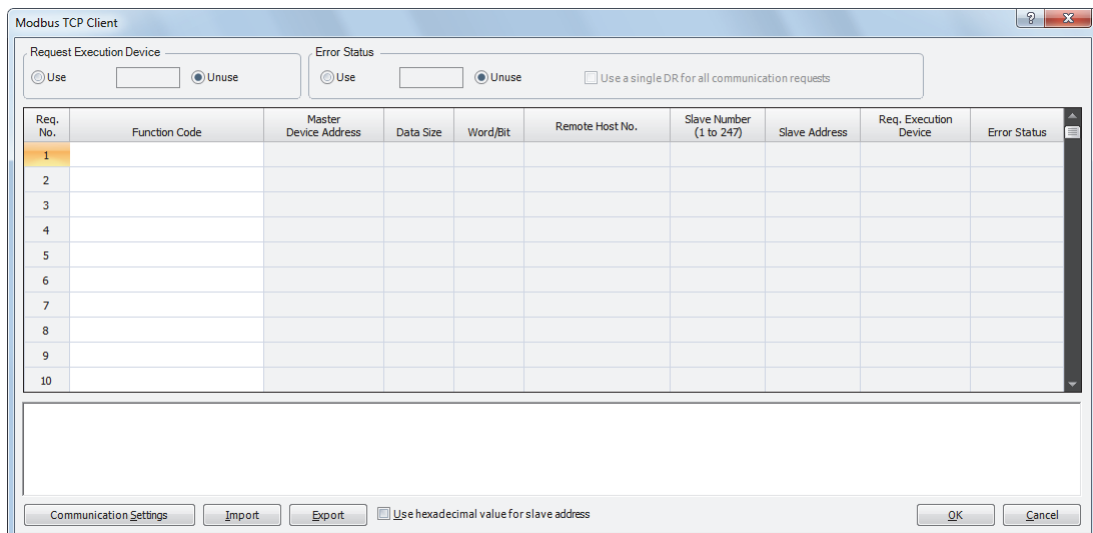 Modbus TCP Client
Request Execution Device
Use
Unuse
Error Status
Use
Unuse
Use a single DR for all communication requests
Req. No.
Function Code
Master Device Address
Data Size
Word/Bit
Remote Host No.
Slave Number (1 to 247)
Slave Address
Req. Execution Device
Error Status
1
2
3
4
5
6
7
8
9
10
Communication Settings
Import
Export
Use hexadecimal value for slave address
OK
Cancel